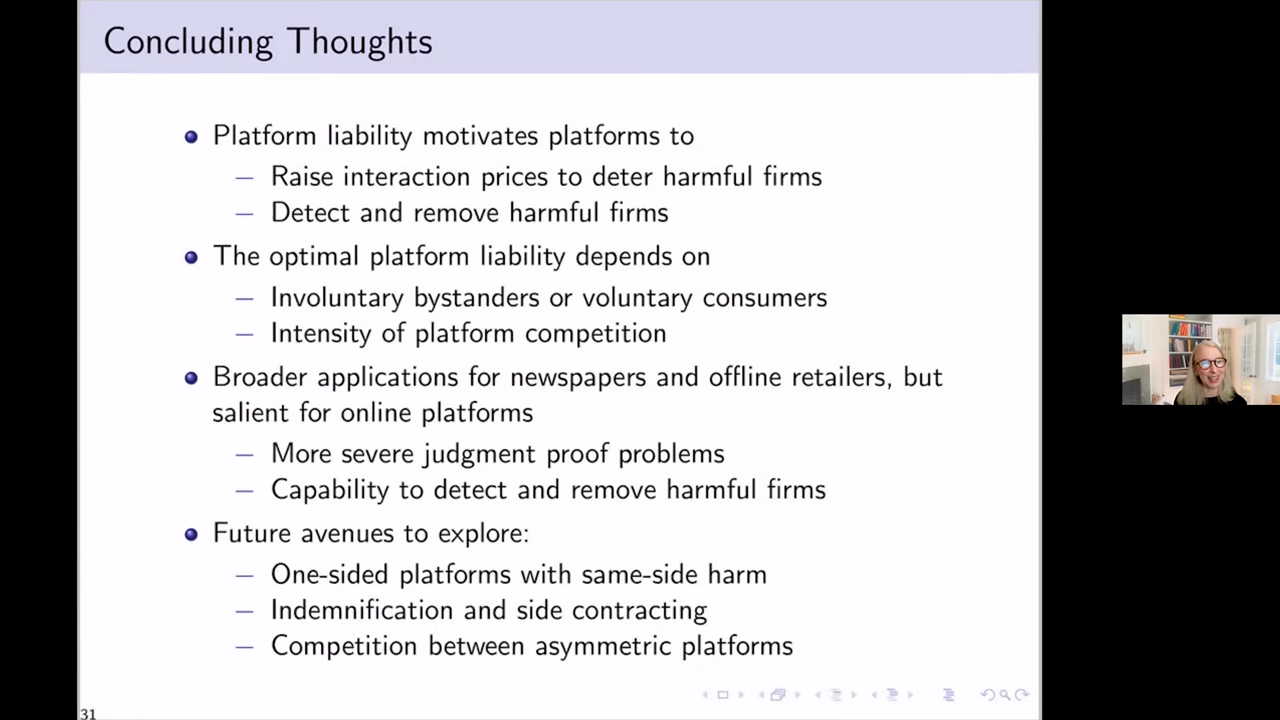 Concluding Thoughts
Platform liability motivates platforms to
Raise interaction prices to deter harmful firms
Detect and remove harmful firms
The optimal platform liability depends on
Involuntary bystanders or voluntary consumers
Intensity of platform competition
Broader applications for newspapers and offline retailers, but
salient for online platforms
More severe judgment proof problems
Capability to detect and remove harmful firms
Future avenues to explore:
One-sided platforms with same-side harm
Indemnification and side contracting
Competition between asymmetric platforms
31